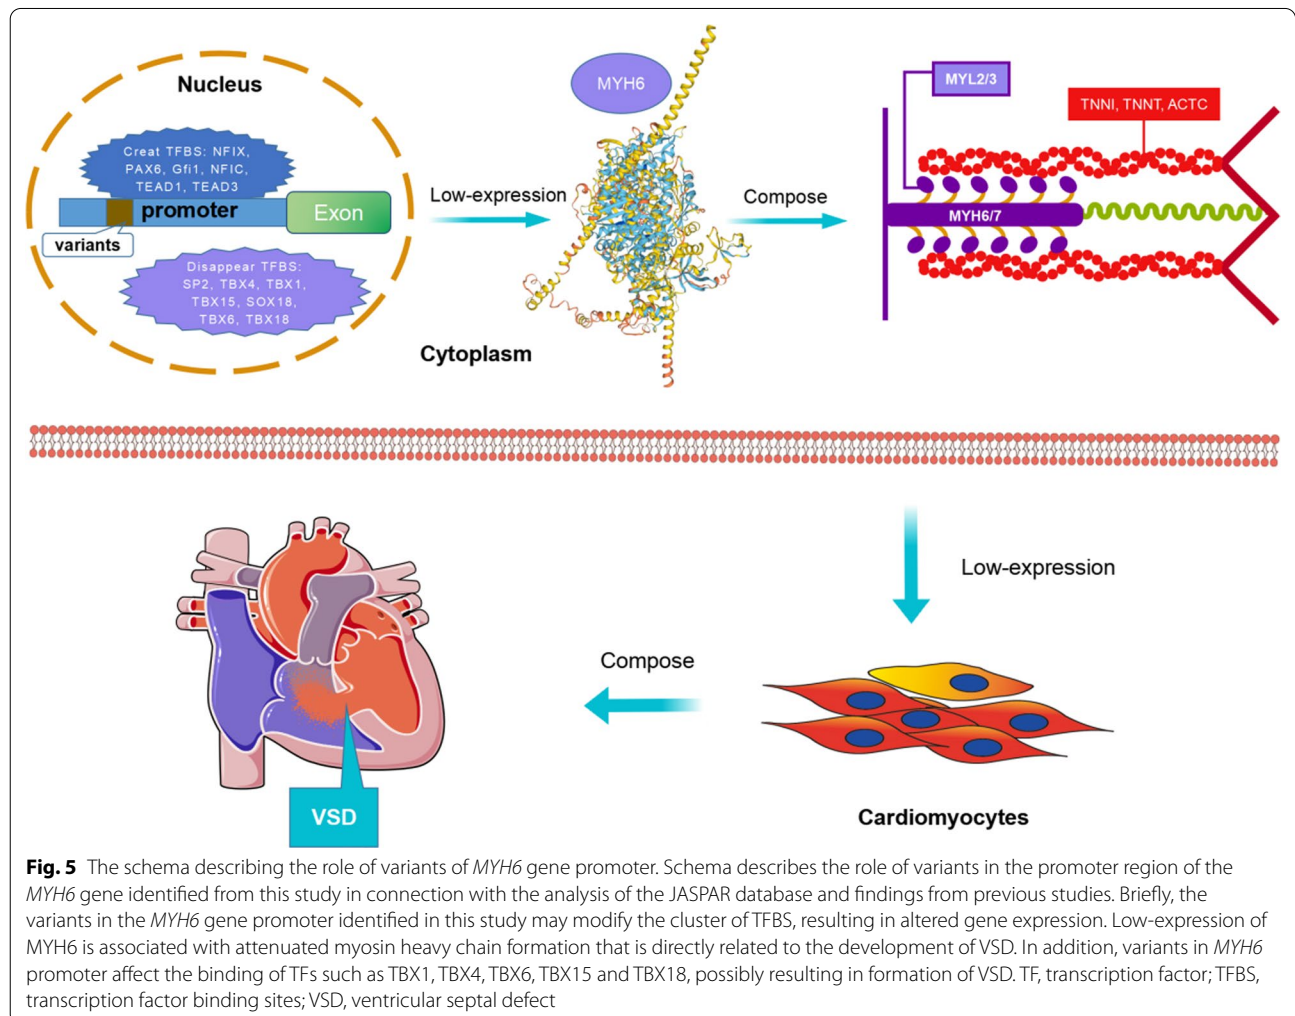 Nucleus
Creat TFBS: NFIX,
PAX6, Gfi1, NFIC,
TEAD1, TEAD3
promoter
Exon
variants
Disappear TFBS:
SP2, TBX4, TBX1,
TBX15, SOX18,
TBX6, TBX18
Low-expression
MYH6
Cytoplasm
Compose
MYL2/3
TNNI, TNNT, ACTC
MYH6/7
Low-expression
Compose
VSD
Cardiomyocytes
Fig. 5 The schema describing the role of variants of MYH6 gene promoter. Schema describes the role of variants in the promoter region of the
MYH6 gene identified from this study in connection with the analysis of the JASPAR database and findings from previous studies. Briefly, the
variants in the MYH6 gene promoter identified in this study may modify the cluster of TFBS, resulting in altered gene expression. Low-expression of
MYH6 is associated with attenuated myosin heavy chain formation that is directly related to the development of VSD. In addition, variants in MYH6
promoter affect the binding of TFs such as TBX1, TBX4, TBX6, TBX15 and TBX18, possibly resulting in formation of VSD. TF, transcription factor; TFBS,
transcription factor binding sites; VSD, ventricular septal defect